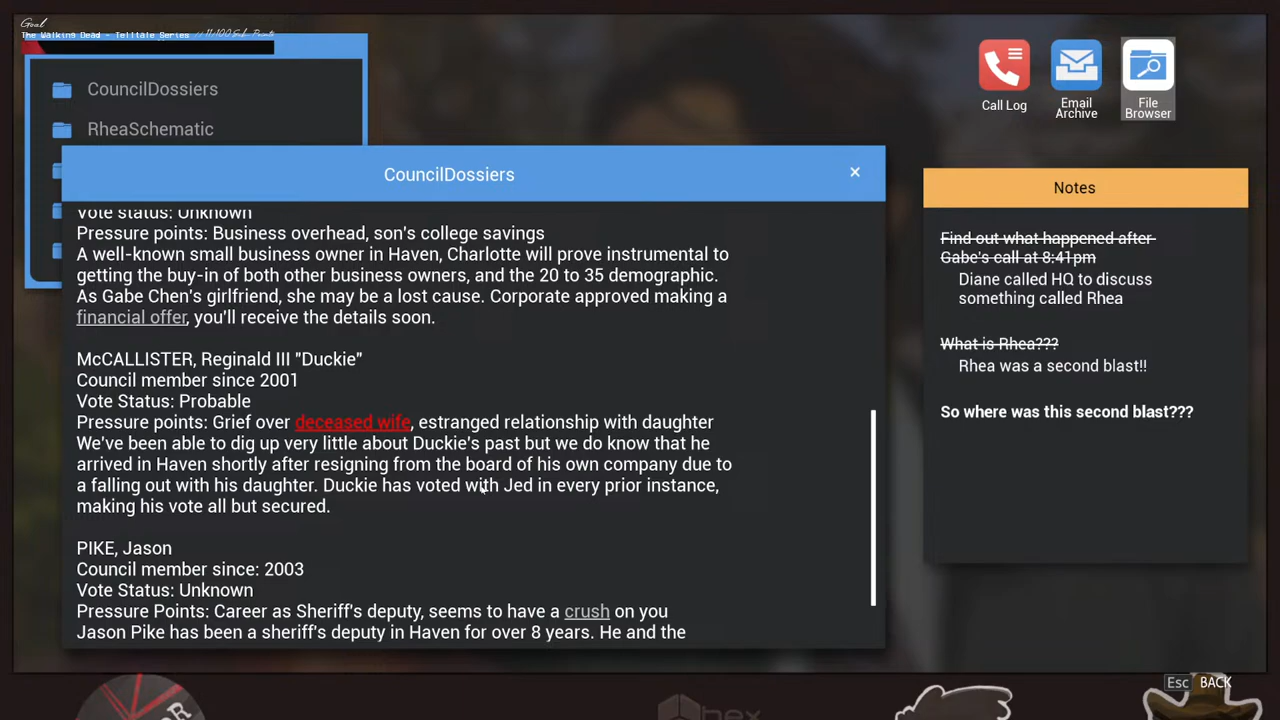 Goal
The Walking Dead - Telltale Series // 11/100 Sub Points
CouncilDossiers
RheaSchematic
Call Log
Email
Archive
File
Browser
CouncilDossiers
×
Vote status: Unknown
Pressure points: Business overhead, son's college savings
A well-known small business owner in Haven, Charlotte will prove instrumental to
getting the buy-in of both other business owners, and the 20 to 35 demographic.
As Gabe Chen's girlfriend, she may be a lost cause. Corporate approved making a
financial offer, you'll receive the details soon.
McCALLISTER, Reginald III "Duckie"
Council member since 2001
Vote Status: Probable
Pressure points: Grief over deceased wife, estranged relationship with daughter
We've been able to dig up very little about Duckie's past but we do know that he
arrived in Haven shortly after resigning from the board of his own company due to
a falling out with his daughter. Duckie has voted with Jed in every prior instance,
making his vote all but secured.
PIKE, Jason
Council member since: 2003
Vote Status: Unknown
Pressure Points: Career as Sheriff's deputy, seems to have a crush on you
Jason Pike has been a sheriff's deputy in Haven for over 8 years. He and the
Notes
Find out what happened after
Gabe's call at 8:41pm
Diane called HQ to discuss
something called Rhea
What is Rhea???
Rhea was a second blast!!
So where was this second blast???
Esc BACK